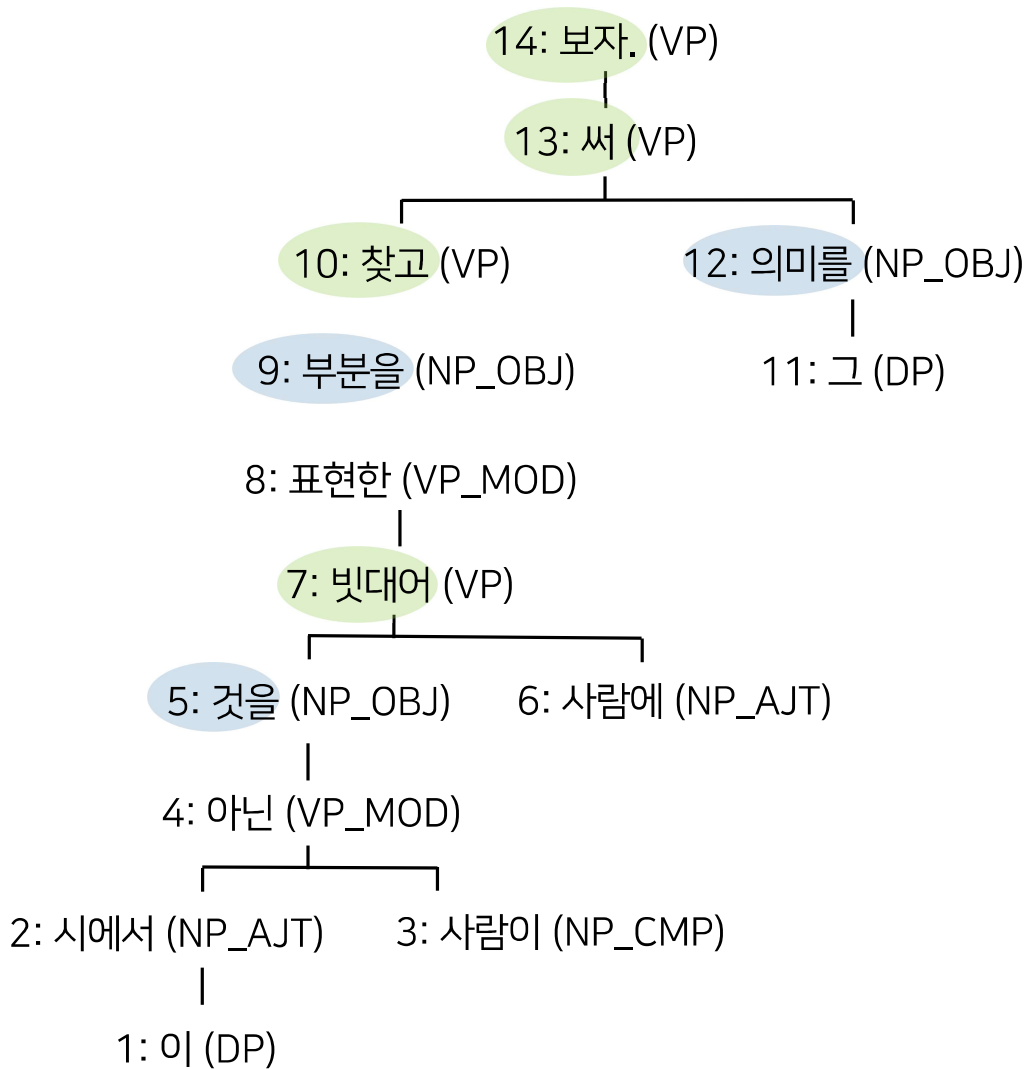 14: 보자. (VP)
13: 써 (VP)
10: 찾고 (VP)
12: 의미를 (NP_OBJ)
9: 부분을 (NP_OBJ)
11: 그 (DP)
8: 표현한 (VP_MOD)
7: 빗대어 (VP)
5: 것을 (NP_OBJ)
6: 사람에 (NP_AJT)
4: 아닌 (VP_MOD)
2: 시에서 (NP_AJT)
3: 사람이 (NP_CMP)
1: 이 (DP)